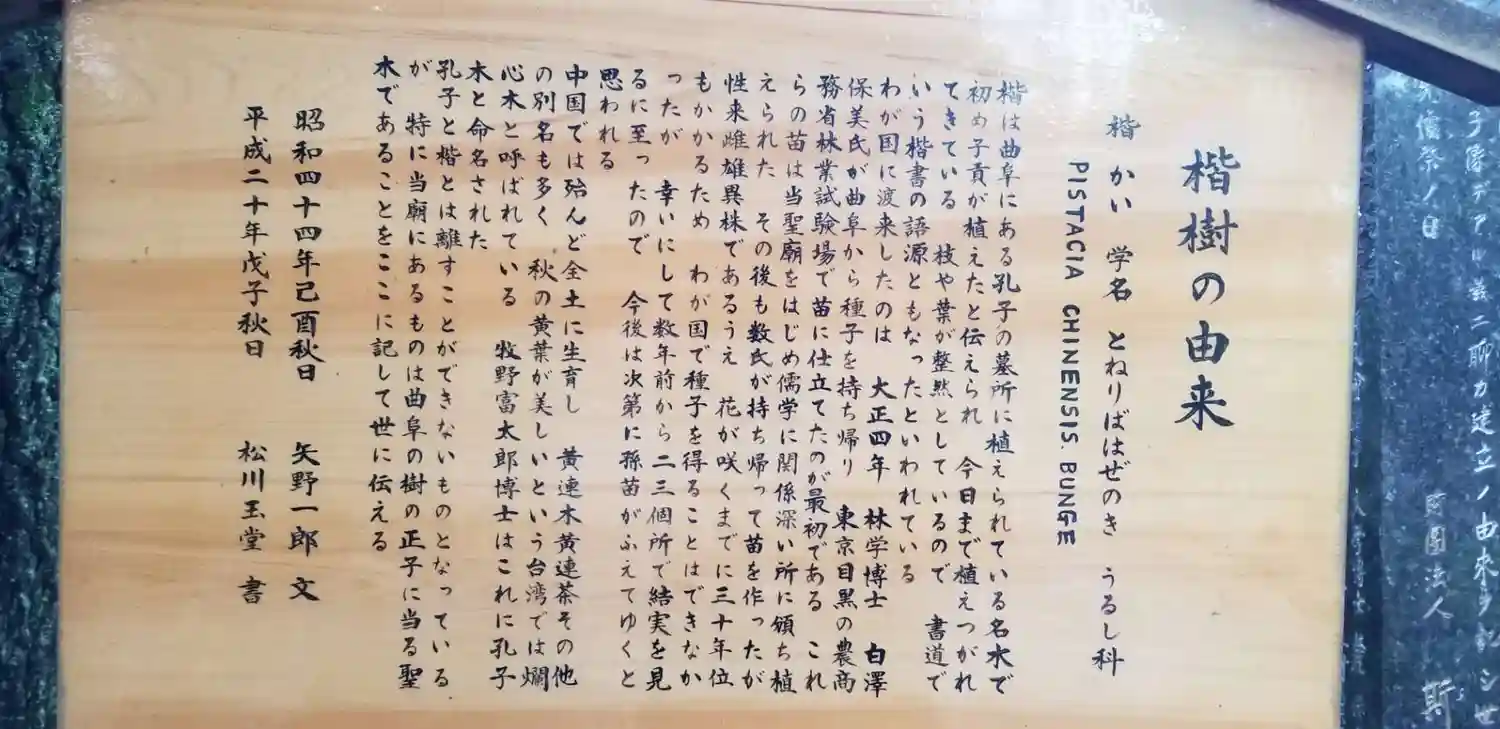 楷樹の由来
楷 かい 学名 とねりばはぜのき うるし科
PISTACIA CHINENSIS. BUNGE
楷は曲阜にある孔子の墓所に植えられている名木で
初め子貢が植えたと伝えられ 今日まで植えつがれ
てきている 枝や葉が整然としているので 書道で
いう楷書の語源ともなったといわれている
わが国に渡来したのは 大正四年 林学博士 白澤
保美氏が曲阜から種子を持ち帰り 東京目黒の農商
務省林業試験場で苗に仕立てたのが最初である これ
らの苗は当聖廟をはじめ儒学に関係深い所に頒ち植
えられた その後も数氏が持ち帰って苗を作ったが
性来雌雄異株であるうえ 花が咲くまでに三十年位
もかかるため わが国で種子を得ることはできなか
ったが 幸いにして数年前から二三個所で結実を見
るに至ったので 今後は次第に孫苗がふえてゆくと
思われる
中国では殆んど全土に生育し 黄連木黄連茶その他
の別名も多く 秋の黄葉が美しいという台湾では爛
心木と呼ばれている 牧野富太郎博士はこれに孔子
木と命名された
孔子と楷とは離すことができないものとなっている
が 特に当廟にあるものは曲阜の樹の正子に当る聖
木であることをここに記して世に伝える
昭和四十四年己酉秋日 矢野一郎 文
平成二十年戊子秋日 松川玉堂 書